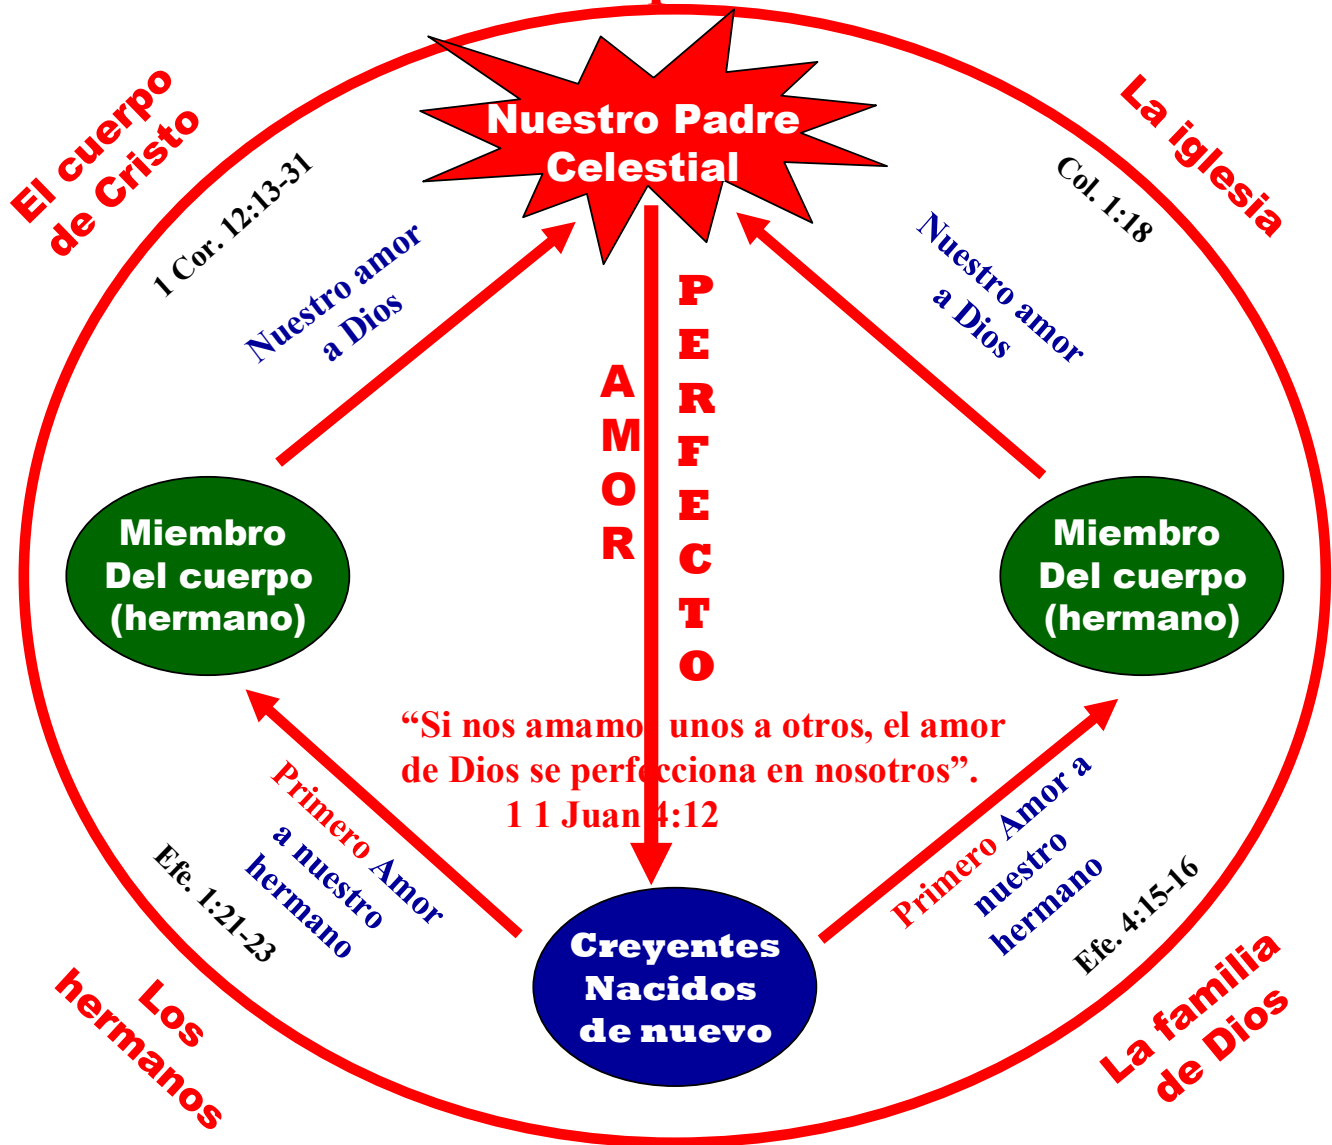 El cuerpo
de Cristo
La iglesia
Nuestro Padre
Celestial
1 Cor. 12:13-31
Col. 1:18
Nuestro amor
a Dios
Nuestro amor
a Dios
AMOR
PERFECTO
Miembro
Del cuerpo
(hermano)
Miembro
Del cuerpo
(hermano)
“Si nos amamos unos a otros, el amor
de Dios se perfecciona en nosotros”.
1 1 Juan 4:12
Primero Amor
a nuestro
hermano
Primero Amor a
nuestro
hermano
Efe. 1:21-23
Efe. 4:15-16
Creyentes
Nacidos
de nuevo
Los
hermanos
La familia
de Dios